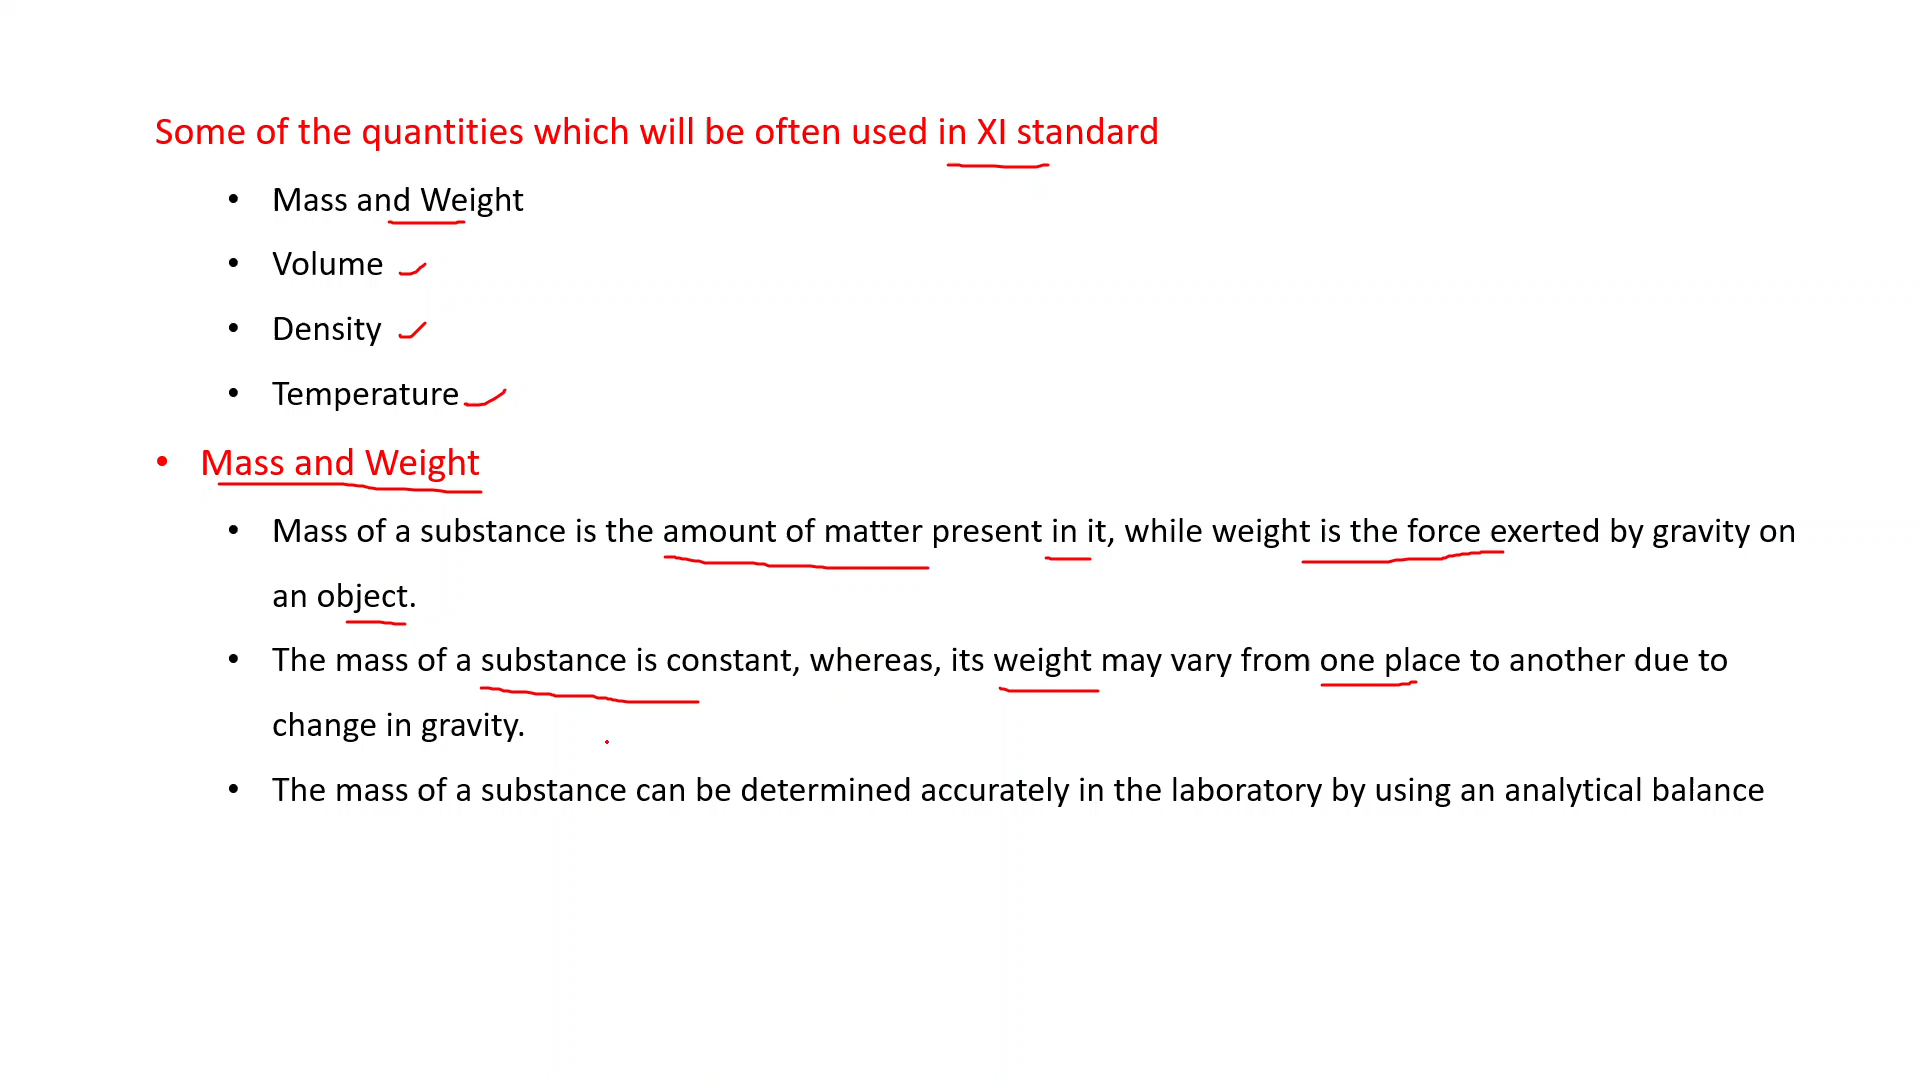 Some of the quantities which will be often used in XI standard
• Mass and Weight
• Volume
• Density
• Temperature
• Mass and Weight
• Mass of a substance is the amount of matter present in it, while weight is the force exerted by gravity on
an object.
• The mass of a substance is constant, whereas, its weight may vary from one place to another due to
change in gravity.
• The mass of a substance can be determined accurately in the laboratory by using an analytical balance